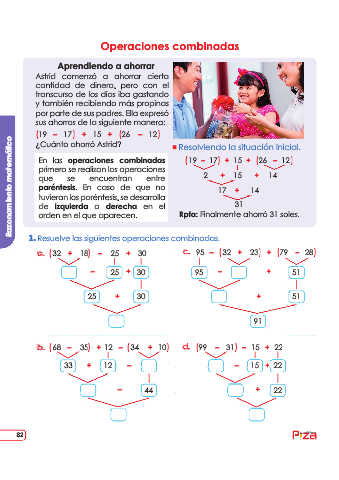 Operaciones combinadas
Aprendiendo a ahorrar
Astrid comenzó a ahorrar cierta
cantidad de dinero, pero con el
transcurso de los días iba gastando
y también recibiendo más propinas
por parte de sus padres. Ella expresó
sus ahorros de la siguiente manera:
(19 – 17) + 15 + (26 – 12)
¿Cuánto ahorró Astrid?
En las operaciones combinadas
primero se realizan las operaciones
que se encuentran entre
paréntesis. En caso de que no
tuvieran los paréntesis, se desarrolla
de izquierda a derecha en el
orden en el que aparecen.
Resolviendo la situación inicial.
(19 – 17) + 15 + (26 – 12)
2 + 15 + 14
17 + 14
31
Rpta: Finalmente ahorró 31 soles.
Razonamiento matemático
1. Resuelve las siguientes operaciones combinadas.
a. (32 + 18) – 25 + 30
– 25 + 30
25 + 30
c. 95 – (32 + 23) + (79 – 28)
95 – + 51
+ 51
91
b. (68 – 35) + 12 – (34 + 10)
33 + 12 –
– 44
d. (99 – 31) – 15 + 22
– 15 + 22
+ 22
82
Piza